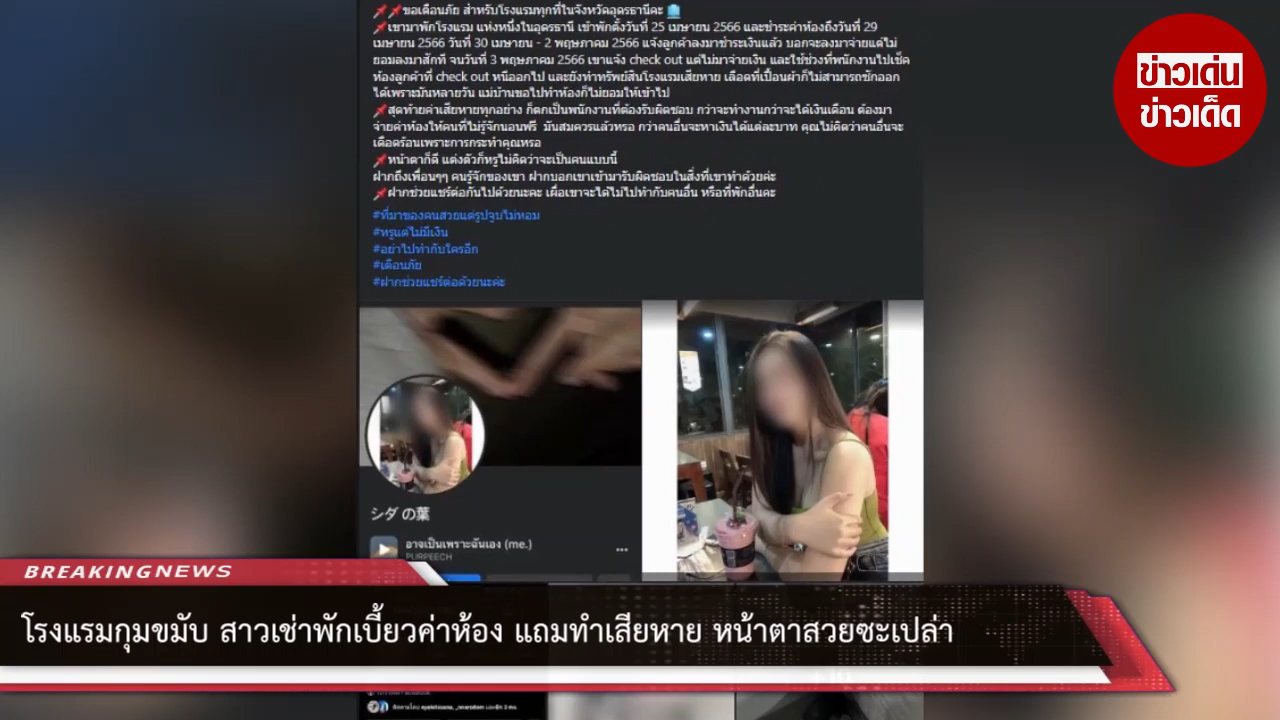 ขอเตือนภัย สำหรับโรงแรมทุกที่ในจังหวัดอุดรธานีคะ
เขามาพักโรงแรม แห่งหนึ่งในอุดรธานี เข้าพักตั้งวันที่ 25 เมษายน 2566 และชำระค่าห้องถึงวันที่ 29
เมษายน 2566 วันที่ 30 เมษายน - 2 พฤษภาคม 2566 แจ้งลูกค้าลงมาชำระเงินแล้ว บอกจะลงมาจ่ายแต่ไม่
ยอมลงมาสักที จนวันที่ 3 พฤษภาคม 2566 เขาแจ้ง check out แต่ไม่มาจ่ายเงิน และใช้ช่วงที่พนักงานไปเช็ค
ห้องลูกค้าที่ check out หนีออกไป และยังทำทรัพย์สินโรงแรมเสียหาย เลือดที่เปื้อนผ้าก็ไม่สามารถซักออก
ได้เพราะมันหลายวัน แม่บ้านขอไปทำห้องก็ไม่ยอมให้เข้าไป
สุดท้ายค่าเสียหายทุกอย่าง ก็ตกเป็นพนักงานที่ต้องรับผิดชอบ กว่าจะทำงานกว่าจะได้เงินเดือน ต้องมา
จ่ายค่าห้องให้คนที่ไม่รู้จักนอนฟรี มันสมควรแล้วหรอ กว่าคนอื่นจะหาเงินได้แต่ละบาท คุณไม่คิดว่าคนอื่นจะ
เดือดร้อนเพราะการกระทำคุณหรอ
หน้าตาก็ดี แต่งตัวก็หรูไม่คิดว่าจะเป็นคนแบบนี้
ฝากถึงเพื่อนๆๆ คนรู้จักของเขา ฝากบอกเขาเข้ามารับผิดชอบในสิ่งที่เขาทำด้วยค่ะ
ฝากช่วยแชร์ต่อกันไปด้วยนะคะ เผื่อเขาจะได้ไม่ไปทำกับคนอื่น หรือที่พักอื่นคะ
#ที่มาของคนสวยแต่รูปจูบไม่หอม
#หรูแต่ไม่มีเงิน
#อย่าไปทำกับใครอีก
#เตือนภัย
#ฝากช่วยแชร์ต่อด้วยนะค่ะ
ข่าวเด่น
ข่าวเด็ด
シダ の葉
อาจเป็นเพราะฉันเอง (me.)
PURPEECH
BREAKINGNEWS
โรงแรมกุมขมับ สาวเช่าพักเบี้ยวค่าห้อง แถมทำเสียหาย หน้าตาสวยซะเปล่า